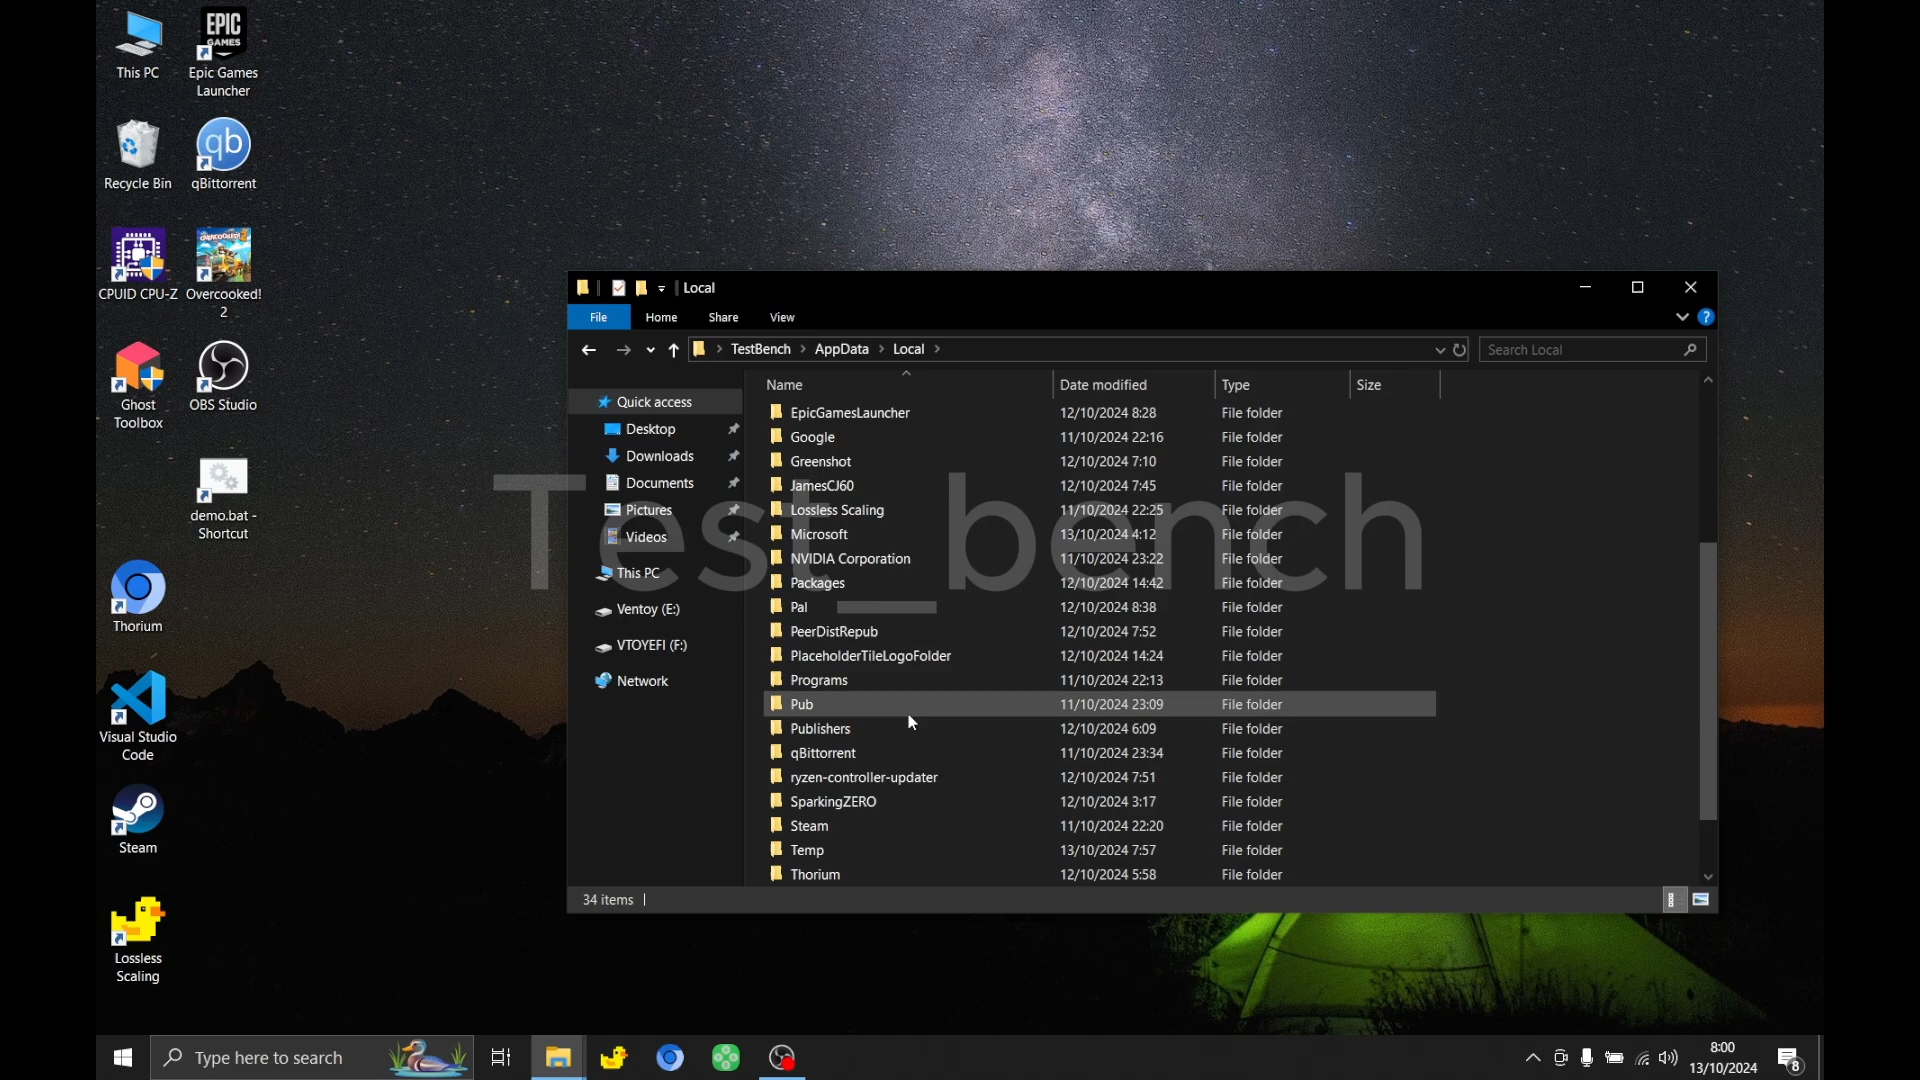 This PC
EPIC GAMES
Epic Games
Launcher
Recycle Bin
qb
qBittorrent
CPUID CPU-Z
OVERCOOKED! 2
Overcooked!
2
Ghost
Toolbox
OBS Studio
demo.bat -
Shortcut
Thorium
Visual Studio
Code
Steam
Lossless
Scaling
Local
File Home Share View
?
TestBench > AppData > Local >
Search Local
Name Date modified Type Size
Quick access
Desktop
Downloads
Documents
Pictures
Videos
This PC
Ventoy (E:)
VTOYEFI (F:)
Network
EpicGamesLauncher 12/10/2024 8:28 File folder
Google 11/10/2024 22:16 File folder
Greenshot 12/10/2024 7:10 File folder
JamesCJ60 12/10/2024 7:45 File folder
Lossless Scaling 11/10/2024 22:25 File folder
Microsoft 13/10/2024 4:12 File folder
NVIDIA Corporation 11/10/2024 23:22 File folder
Packages 12/10/2024 14:42 File folder
Pal 12/10/2024 8:38 File folder
PeerDistRepub 12/10/2024 7:52 File folder
PlaceholderTileLogoFolder 12/10/2024 14:24 File folder
Programs 11/10/2024 22:13 File folder
Pub 11/10/2024 23:09 File folder
Publishers 12/10/2024 6:09 File folder
qBittorrent 11/10/2024 23:34 File folder
ryzen-controller-updater 12/10/2024 7:51 File folder
SparkingZERO 12/10/2024 3:17 File folder
Steam 11/10/2024 22:20 File folder
Temp 13/10/2024 7:57 File folder
Thorium 12/10/2024 5:58 File folder
34 items
Test_bench
Type here to search
8:00
13/10/2024
8